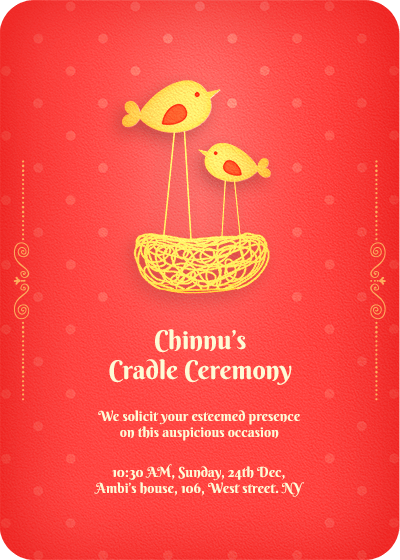 Chinnu's
Cradle Ceremony
We solicit your esteemed presence
on this auspicious occasion
10:30 AM, Sunday, 24th Dec,
Ambi's house, 106, West street. NY